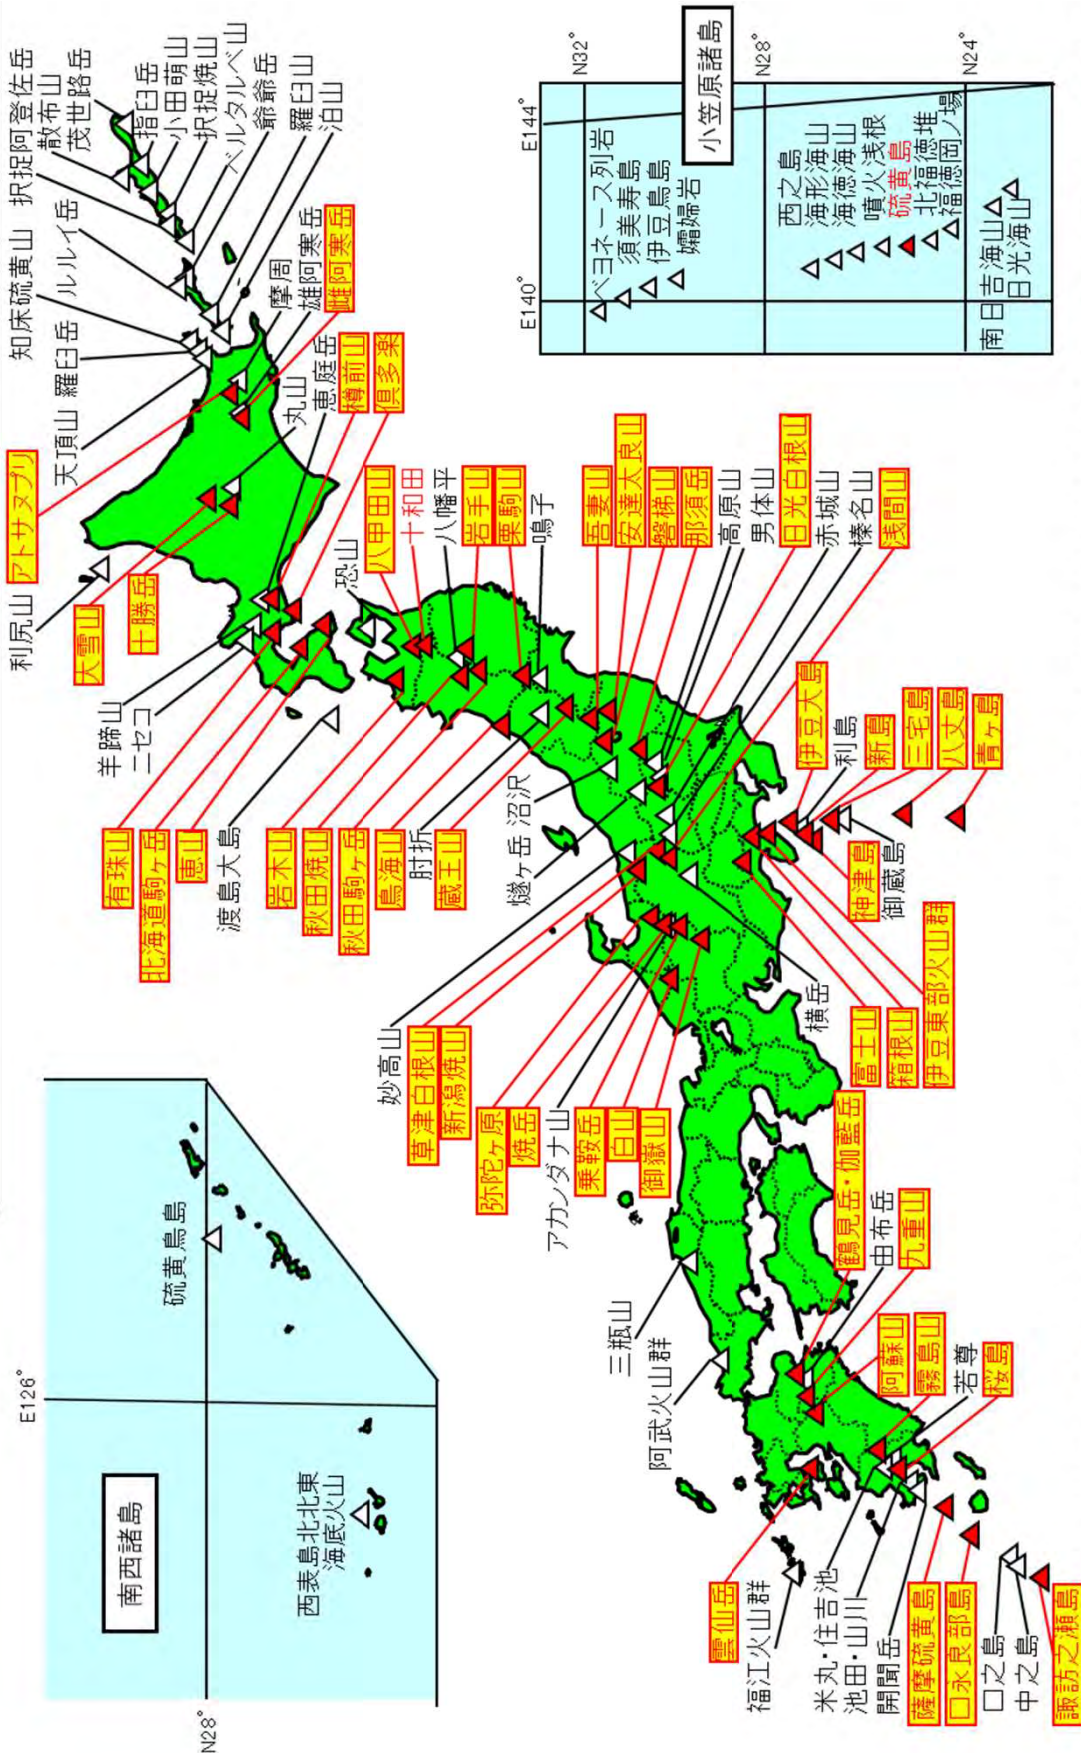 南西諸島
E126°
N28°
硫黄鳥島
西表島北北東
海底火山
小笠原諸島
E140°
E144°
N32°
N28°
N24°
ベヨネース列岩
須美寿島
伊豆鳥島
孀婦岩
西之島
海形海山
海徳海山
噴火浅根
硫黄島
北福徳堆
福徳岡ノ場
南日吉海山
日光海山
茂世路岳
散布山
指臼岳
小田萌山
択捉焼山
択捉阿登佐岳
ベルタルベ山
ルルイ岳
爺爺岳
羅臼山
泊山
知床硫黄山
羅臼岳
天頂山
摩周
雄阿寒岳
雌阿寒岳
アトサヌプリ
丸山
利尻山
大雪山
十勝岳
恵庭岳
樽前山
倶多楽
羊蹄山
ニセコ
有珠山
北海道駒ヶ岳
恵山
渡島大島
恐山
八甲田山
十和田
八幡平
岩手山
栗駒山
鳴子
岩木山
秋田焼山
秋田駒ヶ岳
鳥海山
肘折
蔵王山
吾妻山
安達太良山
磐梯山
那須岳
高原山
男体山
日光白根山
赤城山
榛名山
浅間山
沼沢
燧ヶ岳
妙高山
草津白根山
新潟焼山
弥陀ヶ原
焼岳
アカンダナ山
乗鞍岳
白山
御嶽山
横岳
富士山
箱根山
伊豆東部火山群
伊豆大島
利島
新島
神津島
三宅島
御蔵島
八丈島
青ヶ島
三瓶山
阿武火山群
鶴見岳・伽藍岳
由布岳
九重山
阿蘇山
霧島山
若尊
桜島
雲仙岳
福江火山群
米丸・住吉池
池田・山川
開聞岳
薩摩硫黄島
口永良部島
口之島
中之島
諏訪之瀬島